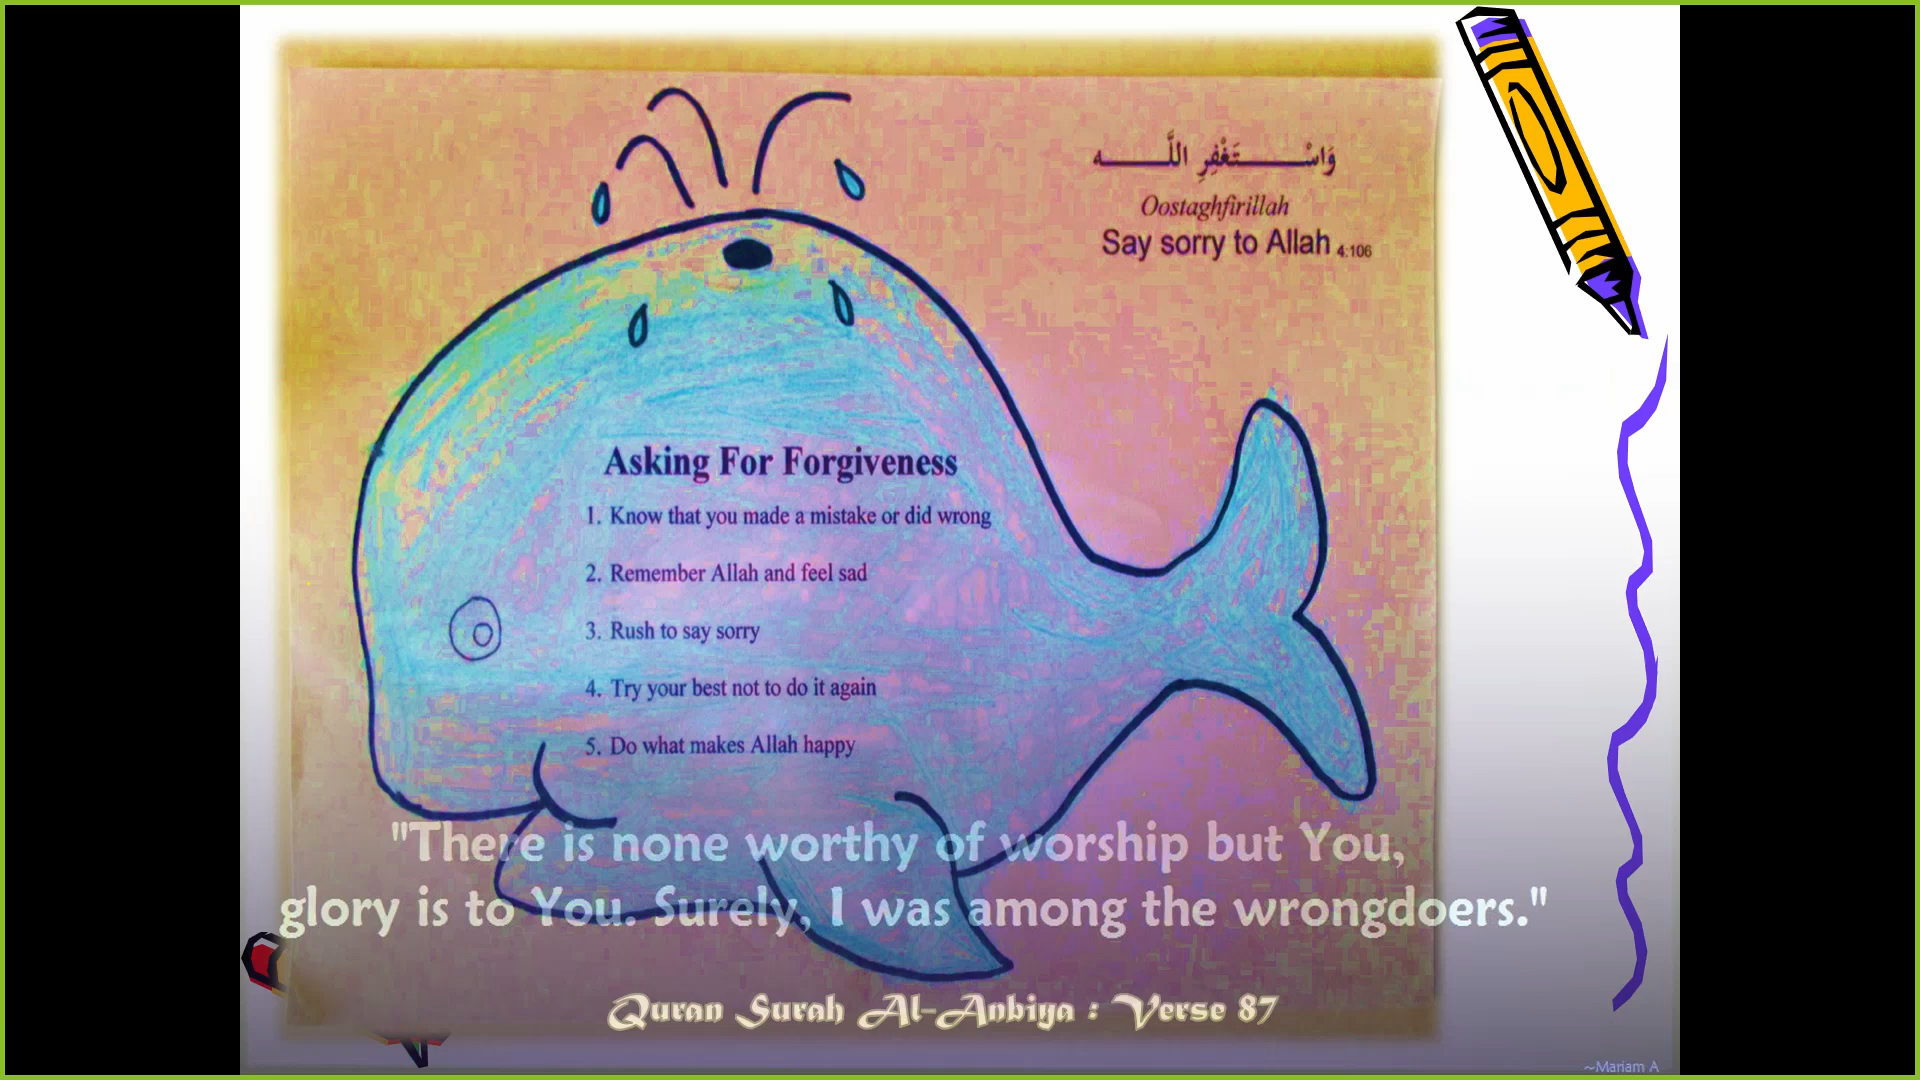 وَاسْتَغْفِرِ اللَّه
Oostaghfirillah
Say sorry to Allah 4:106
Asking For Forgiveness
1. Know that you made a mistake or did wrong
2. Remember Allah and feel sad
3. Rush to say sorry
4. Try your best not to do it again
5. Do what makes Allah happy
"There is none worthy of worship but You,
glory is to You. Surely, I was among the wrongdoers."
Quran Surah Al-Anbiya : Verse 87
~Mariam A